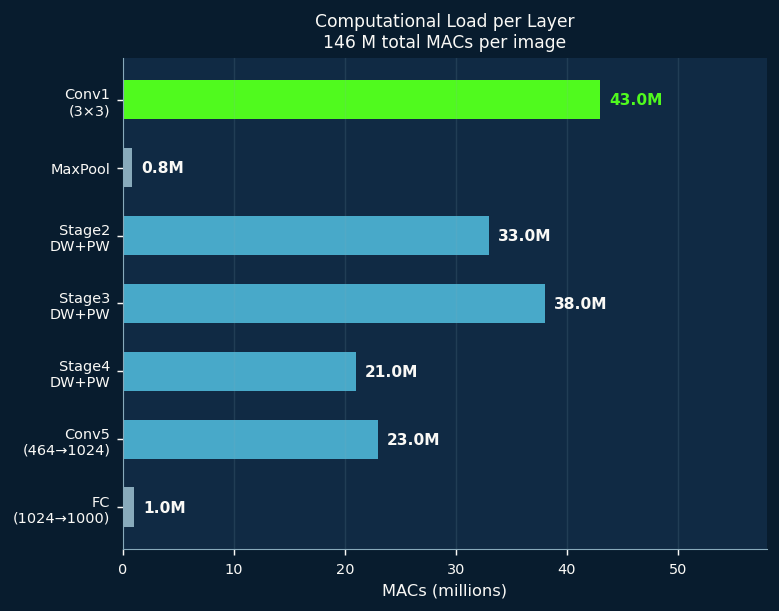 Computational Load per Layer
146 M total MACs per image
Conv1
(3×3)
43.0M
MaxPool
0.8M
Stage2
DW+PW
33.0M
Stage3
DW+PW
38.0M
Stage4
DW+PW
21.0M
Conv5
(464→1024)
23.0M
FC
(1024→1000)
1.0M
0 10 20 30 40 50
MACs (millions)